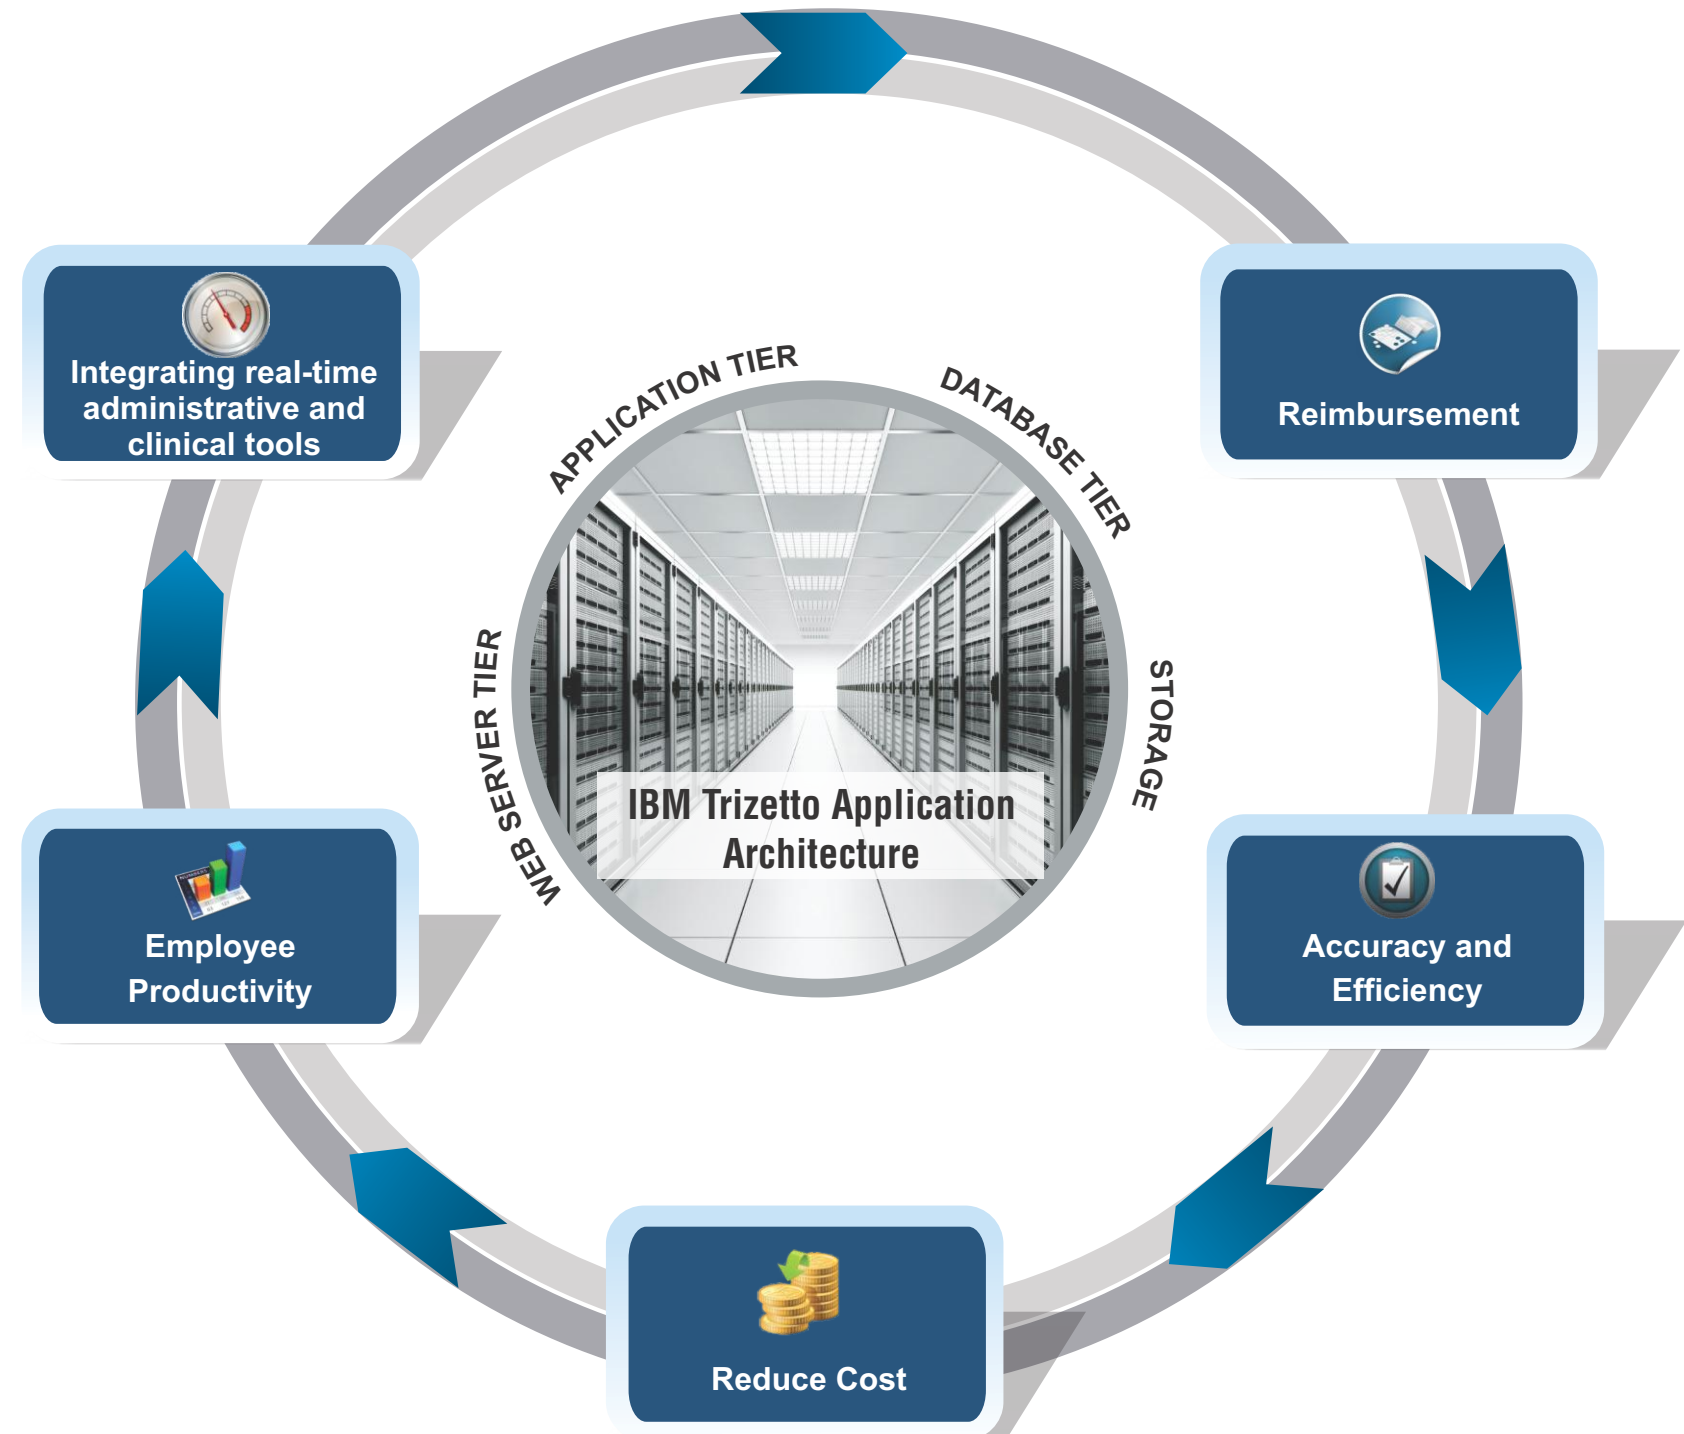 Integrating real-time
administrative and
clinical tools
Reimbursement
APPLICATION TIER
DATABASE TIER
WEB SERVER TIER
STORAGE
IBM Trizetto Application
Architecture
Employee
Productivity
Accuracy and
Efficiency
Reduce Cost